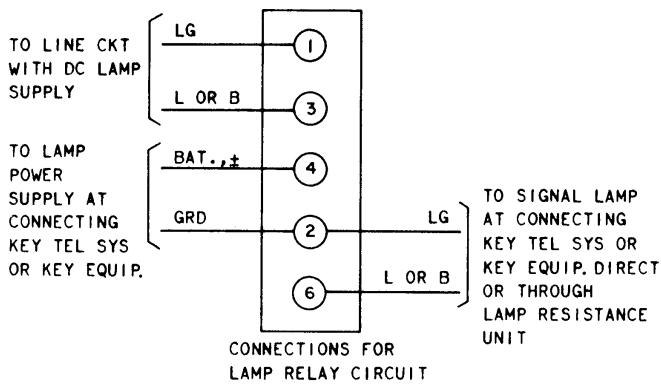 LG
1
TO LINE CKT
WITH DC LAMP
SUPPLY
L OR B
3
TO LAMP
POWER
SUPPLY AT
CONNECTING
KEY TEL SYS
OR KEY EQUIP.
BAT.,±
4
GRD
2
LG
L OR B
6
TO SIGNAL LAMP
AT CONNECTING
KEY TEL SYS OR
KEY EQUIP. DIRECT
OR THROUGH
LAMP RESISTANCE
UNIT
CONNECTIONS FOR
LAMP RELAY CIRCUIT